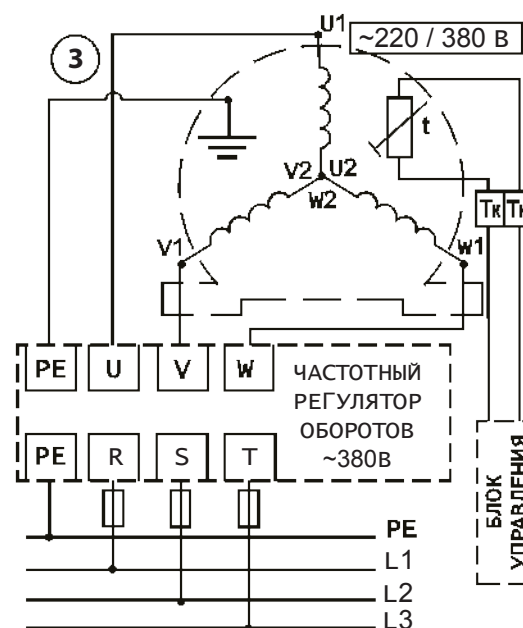 U1
~220 / 380 В
3
t
V2 U2
W2
Тк Тк
V1
W1
PE U V W
ЧАСТОТНЫЙ
РЕГУЛЯТОР
ОБОРОТОВ
~380В
PE R S T
БЛОК
УПРАВЛЕНИЯ
PE
L1
L2
L3